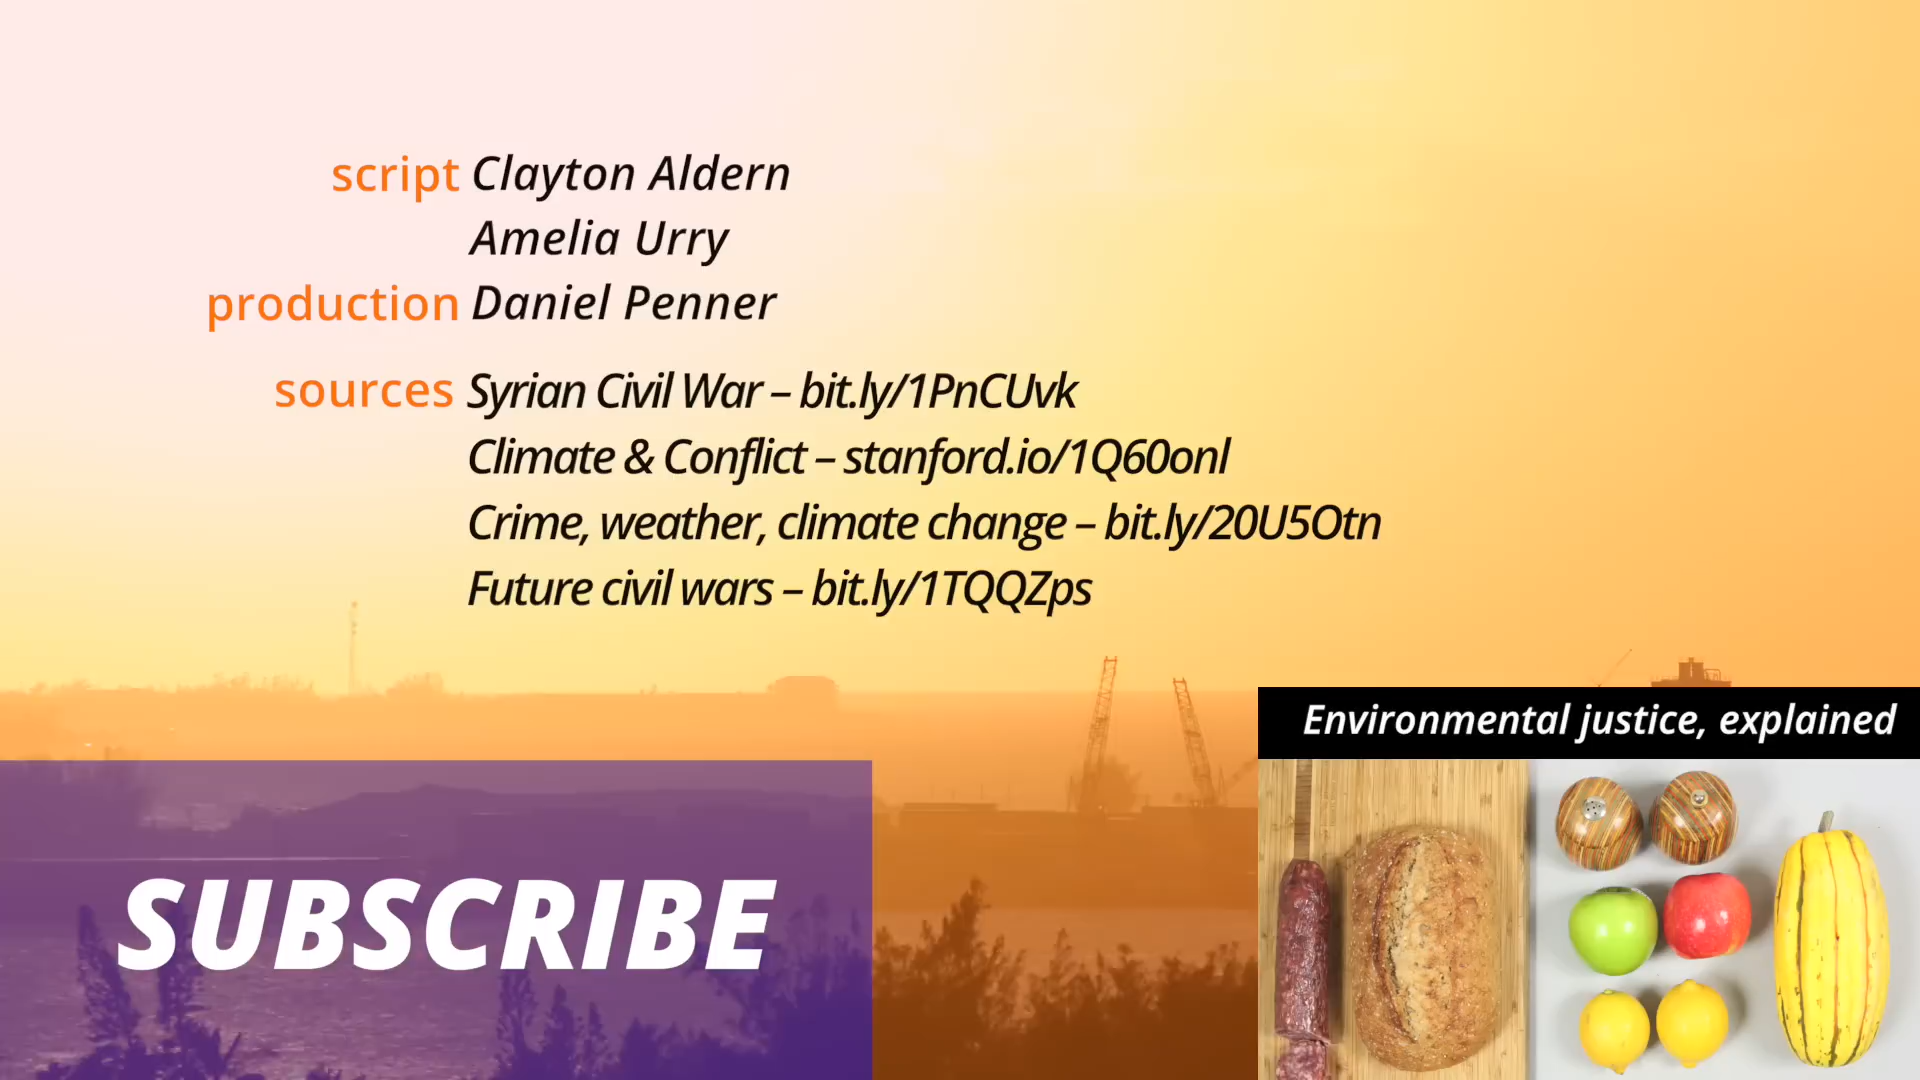 script Clayton Aldern
Amelia Urry
production Daniel Penner
sources Syrian Civil War – bit.ly/1PnCUvk
Climate & Conflict – stanford.io/1Q60onl
Crime, weather, climate change – bit.ly/20U5Otn
Future civil wars – bit.ly/1TQQZps
Environmental justice, explained
SUBSCRIBE